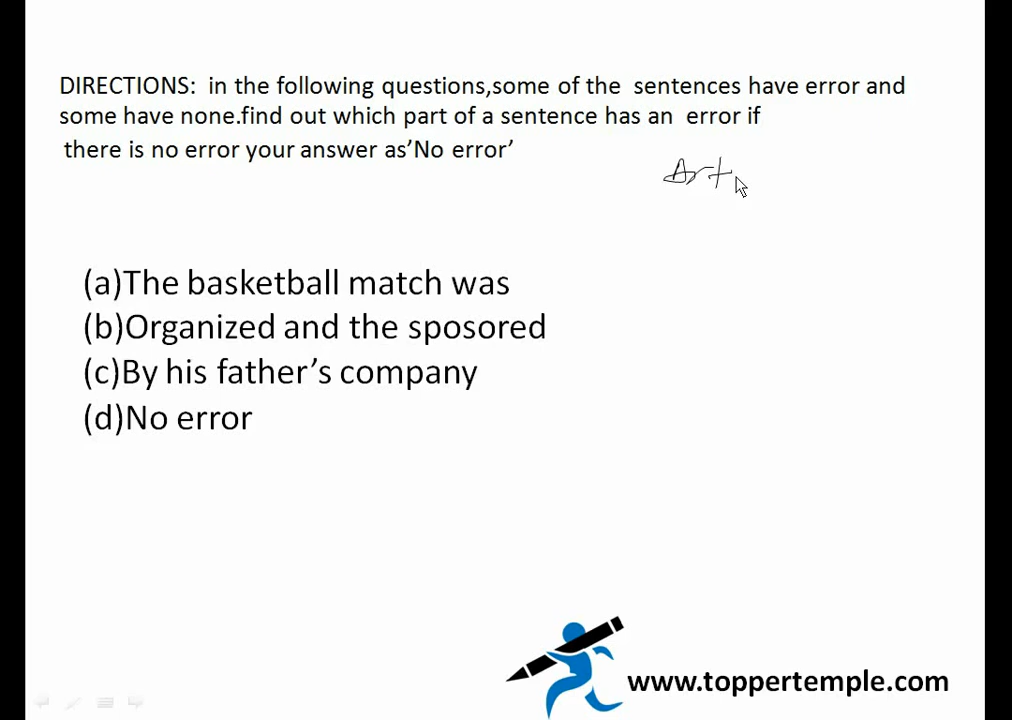 DIRECTIONS: in the following questions,some of the sentences have error and
some have none.find out which part of a sentence has an error if
there is no error your answer as’No error’
Art
(a)The basketball match was
(b)Organized and the sposored
(c)By his father’s company
(d)No error
www.toppertemple.com